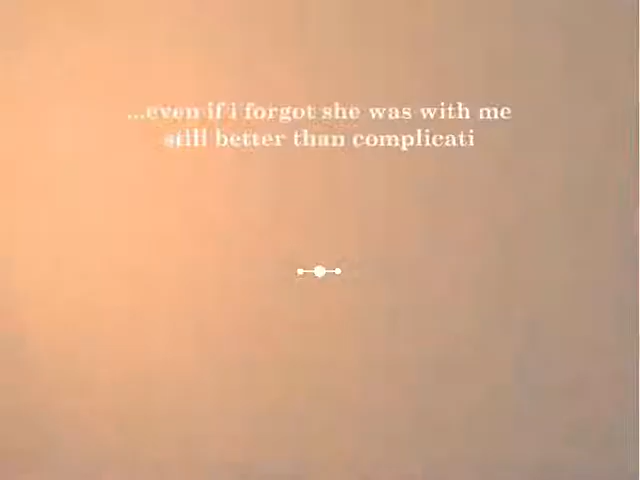 ...even if i forgot she was with me
still better than complicati